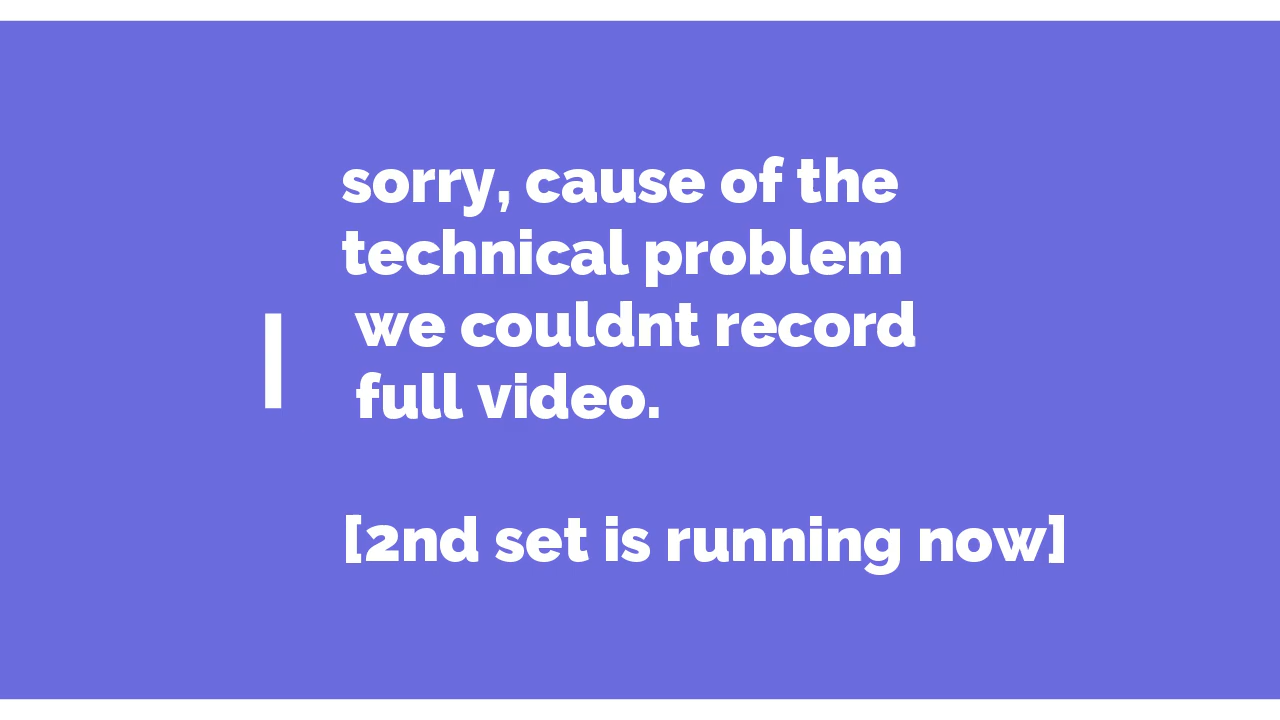 sorry, cause of the
technical problem
we couldnt record
full video.
[2nd set is running now]